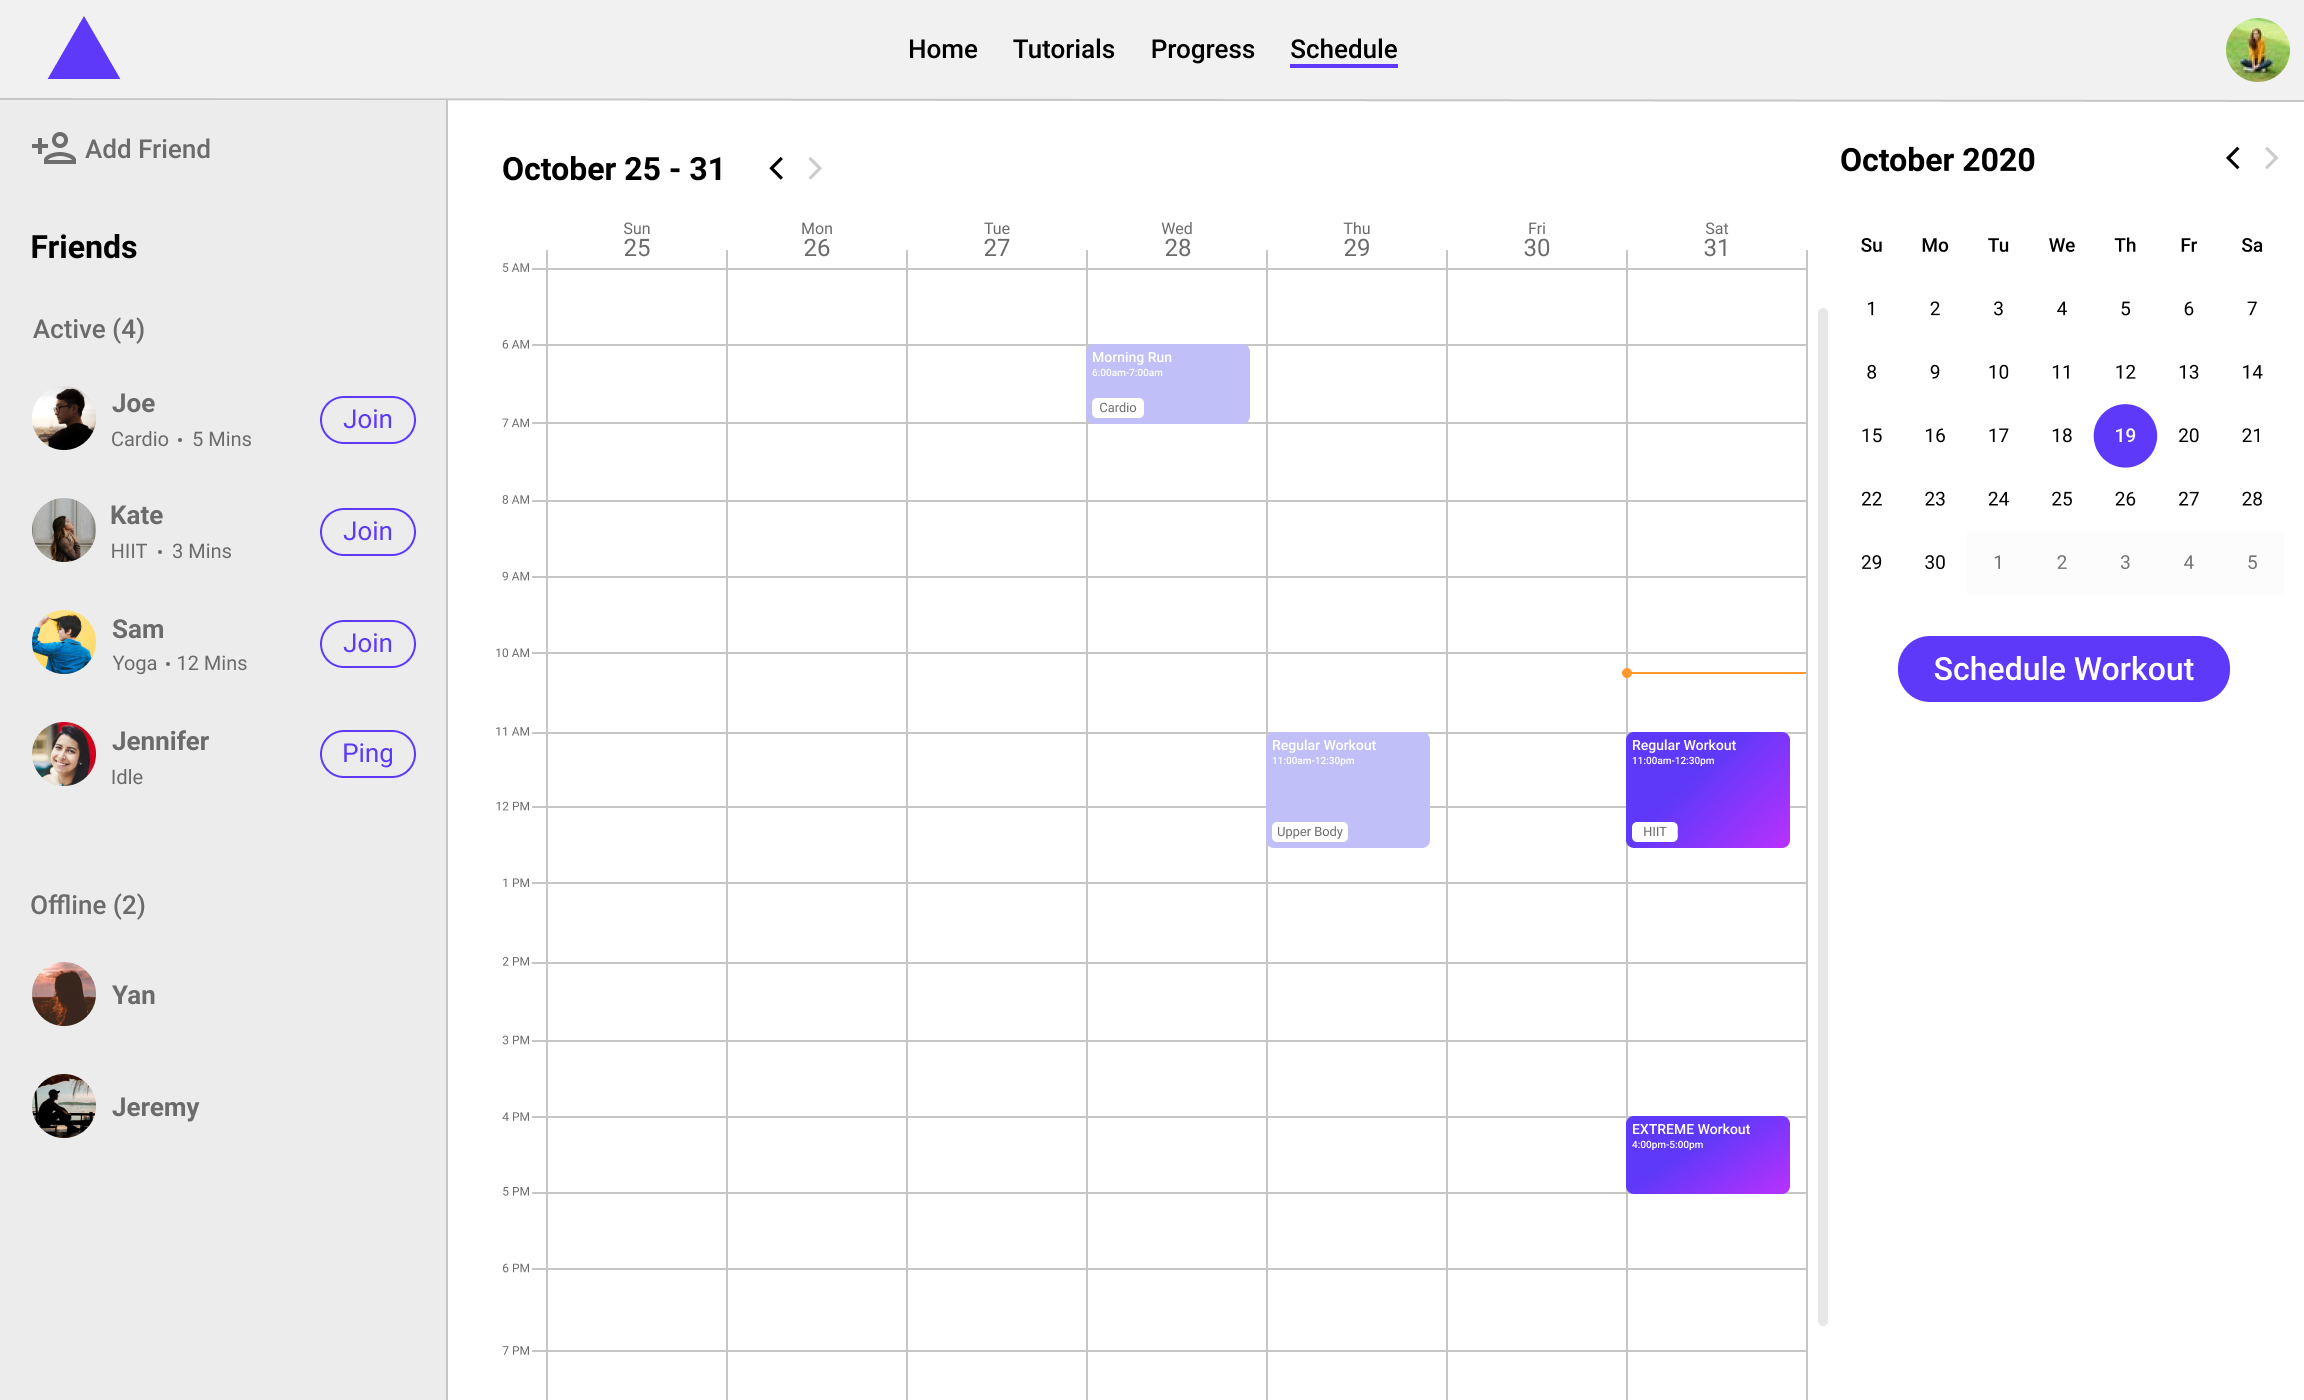 Home Tutorials Progress Schedule
Add Friend
Friends
Active (4)
Joe
Cardio • 5 Mins
Join
Kate
HIIT • 3 Mins
Join
Sam
Yoga • 12 Mins
Join
Jennifer
Idle
Ping
Offline (2)
Yan
Jeremy
October 25 - 31
Sun Mon Tue Wed Thu Fri Sat
25 26 27 28 29 30 31
5 AM
6 AM
Morning Run
6:00am-7:00am
Cardio
7 AM
8 AM
9 AM
10 AM
11 AM
Regular Workout
11:00am-12:30pm
Upper Body
Regular Workout
11:00am-12:30pm
HIIT
12 PM
1 PM
2 PM
3 PM
4 PM
EXTREME Workout
4:00pm-5:00pm
5 PM
6 PM
7 PM
October 2020
Su Mo Tu We Th Fr Sa
1 2 3 4 5 6 7
8 9 10 11 12 13 14
15 16 17 18 19 20 21
22 23 24 25 26 27 28
29 30 1 2 3 4 5
Schedule Workout